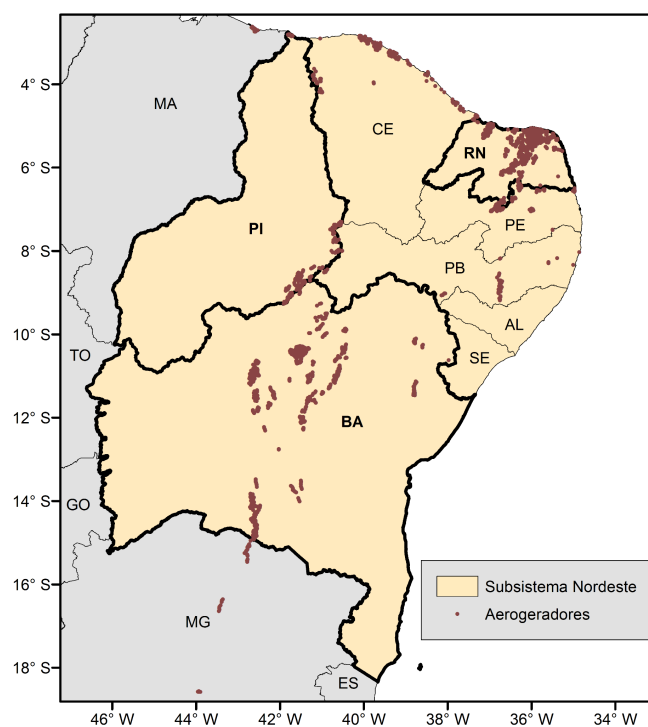 4° S
MA
CE
6° S
RN
PE
8° S
PI
PB
10° S
AL
TO
SE
12° S
BA
14° S
GO
16° S
Subsistema Nordeste
Aerogeradores
MG
18° S
ES
46° W
44° W
42° W
40° W
38° W
36° W
34° W